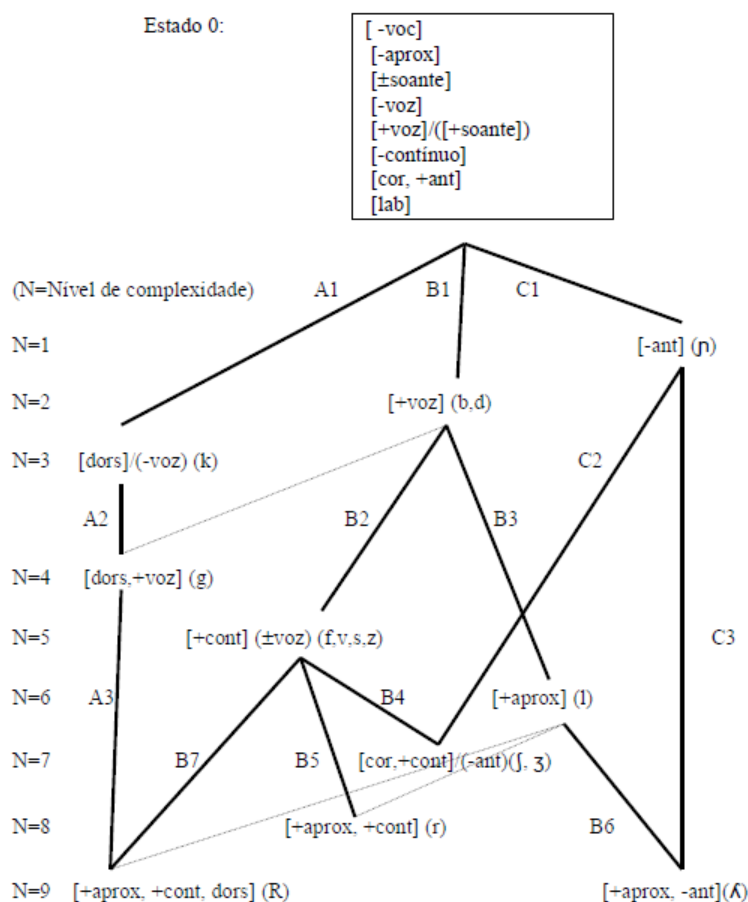 Estado 0:
[ -voc]
[-aprox]
[±soante]
[-voz]
[+voz]/([+soante])
[-contínuo]
[cor, +ant]
[lab]
(N=Nível de complexidade) A1 B1 C1
N=1 [-ant] (ɲ)
N=2 [+voz] (b,d)
N=3 [dors]/(-voz) (k) C2
A2 B2 B3
N=4 [dors,+voz] (g)
N=5 [+cont] (±voz) (f,v,s,z) C3
N=6 A3 B4 [+aprox] (l)
N=7 B7 B5 [cor,+cont]/(-ant)(ʃ, ʒ)
N=8 [+aprox, +cont] (r) B6
N=9 [+aprox, +cont, dors] (R) [+aprox, -ant](ʎ)